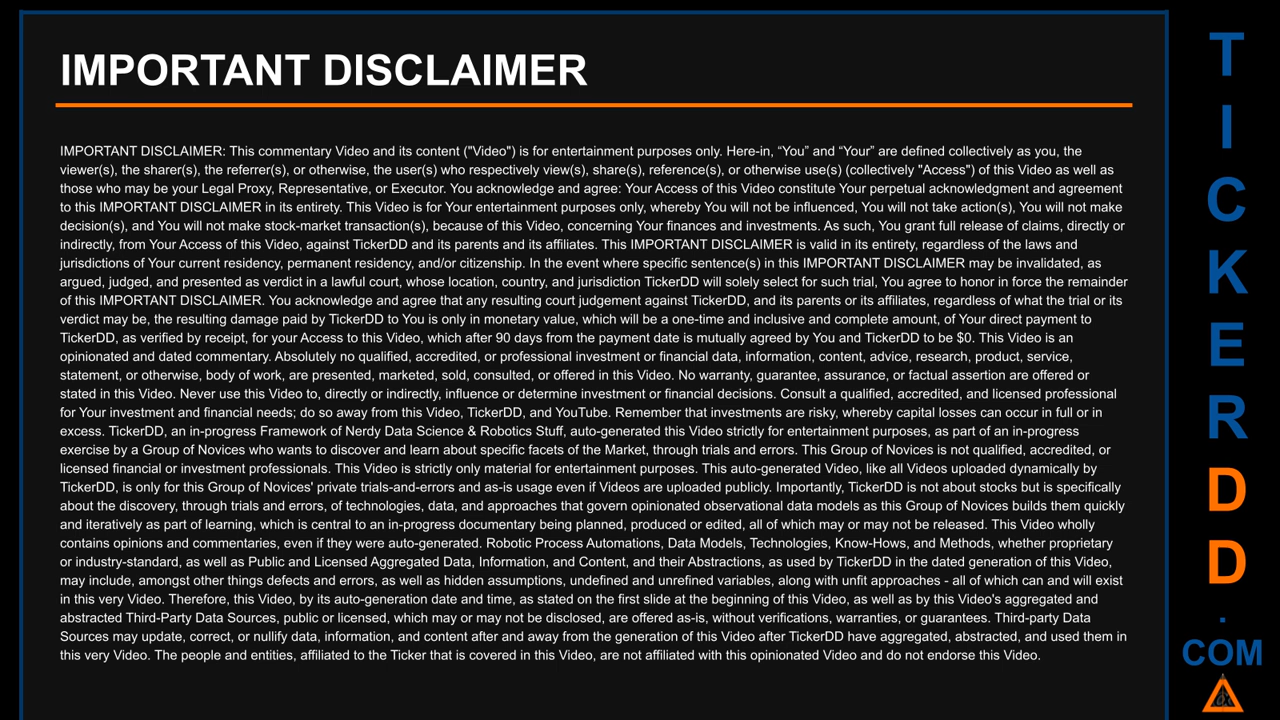 IMPORTANT DISCLAIMER
IMPORTANT DISCLAIMER: This commentary Video and its content ("Video") is for entertainment purposes only. Here-in, “You” and “Your” are defined collectively as you, the
viewer(s), the sharer(s), the referrer(s), or otherwise, the user(s) who respectively view(s), share(s), reference(s), or otherwise use(s) (collectively "Access") of this Video as well as
those who may be your Legal Proxy, Representative, or Executor. You acknowledge and agree: Your Access of this Video constitute Your perpetual acknowledgment and agreement
to this IMPORTANT DISCLAIMER in its entirety. This Video is for Your entertainment purposes only, whereby You will not be influenced, You will not take action(s), You will not make
decision(s), and You will not make stock-market transaction(s), because of this Video, concerning Your finances and investments. As such, You grant full release of claims, directly or
indirectly, from Your Access of this Video, against TickerDD and its parents and its affiliates. This IMPORTANT DISCLAIMER is valid in its entirety, regardless of the laws and
jurisdictions of Your current residency, permanent residency, and/or citizenship. In the event where specific sentence(s) in this IMPORTANT DISCLAIMER may be invalidated, as
argued, judged, and presented as verdict in a lawful court, whose location, country, and jurisdiction TickerDD will solely select for such trial, You agree to honor in force the remainder
of this IMPORTANT DISCLAIMER. You acknowledge and agree that any resulting court judgement against TickerDD, and its parents or its affiliates, regardless of what the trial or its
verdict may be, the resulting damage paid by TickerDD to You is only in monetary value, which will be a one-time and inclusive and complete amount, of Your direct payment to
TickerDD, as verified by receipt, for your Access to this Video, which after 90 days from the payment date is mutually agreed by You and TickerDD to be $0. This Video is an
opinionated and dated commentary. Absolutely no qualified, accredited, or professional investment or financial data, information, content, advice, research, product, service,
statement, or otherwise, body of work, are presented, marketed, sold, consulted, or offered in this Video. No warranty, guarantee, assurance, or factual assertion are offered or
stated in this Video. Never use this Video to, directly or indirectly, influence or determine investment or financial decisions. Consult a qualified, accredited, and licensed professional
for Your investment and financial needs; do so away from this Video, TickerDD, and YouTube. Remember that investments are risky, whereby capital losses can occur in full or in
excess. TickerDD, an in-progress Framework of Nerdy Data Science & Robotics Stuff, auto-generated this Video strictly for entertainment purposes, as part of an in-progress
exercise by a Group of Novices who wants to discover and learn about specific facets of the Market, through trials and errors. This Group of Novices is not qualified, accredited, or
licensed financial or investment professionals. This Video is strictly only material for entertainment purposes. This auto-generated Video, like all Videos uploaded dynamically by
TickerDD, is only for this Group of Novices' private trials-and-errors and as-is usage even if Videos are uploaded publicly. Importantly, TickerDD is not about stocks but is specifically
about the discovery, through trials and errors, of technologies, data, and approaches that govern opinionated observational data models as this Group of Novices builds them quickly
and iteratively as part of learning, which is central to an in-progress documentary being planned, produced or edited, all of which may or may not be released. This Video wholly
contains opinions and commentaries, even if they were auto-generated. Robotic Process Automations, Data Models, Technologies, Know-Hows, and Methods, whether proprietary
or industry-standard, as well as Public and Licensed Aggregated Data, Information, and Content, and their Abstractions, as used by TickerDD in the dated generation of this Video,
may include, amongst other things defects and errors, as well as hidden assumptions, undefined and unrefined variables, along with unfit approaches - all of which can and will exist
in this very Video. Therefore, this Video, by its auto-generation date and time, as stated on the first slide at the beginning of this Video, as well as by this Video's aggregated and
abstracted Third-Party Data Sources, public or licensed, which may or may not be disclosed, are offered as-is, without verifications, warranties, or guarantees. Third-party Data
Sources may update, correct, or nullify data, information, and content after and away from the generation of this Video after TickerDD have aggregated, abstracted, and used them in
this very Video. The people and entities, affiliated to the Ticker that is covered in this Video, are not affiliated with this opinionated Video and do not endorse this Video.
T
I
C
K
E
R
D
D
.
COM